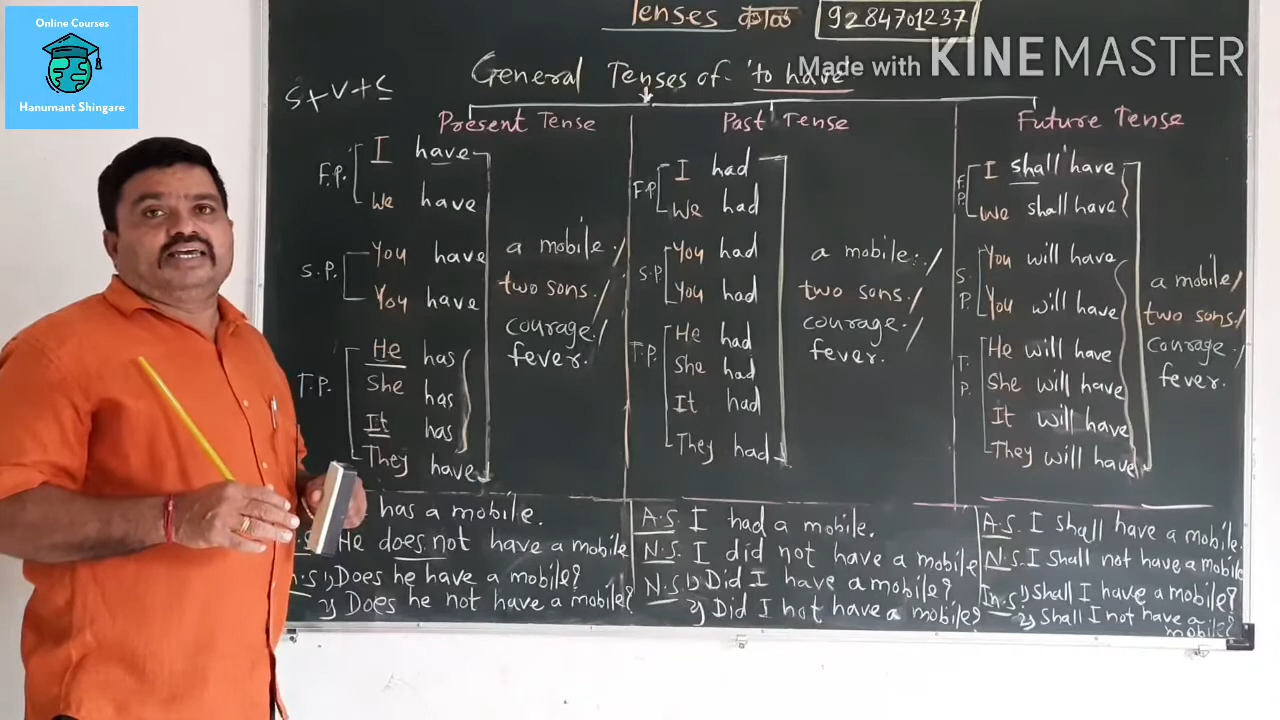 Online Courses
Hanumant Shingare
Tenses काळ 9284701237
Made with KINEMASTER
General Tenses of 'to have'
S+V+S
Present Tense
F.P. I have
We have
S.P. You have
You have
T.P. He has
She has
It has
They have
a mobile./
two sons./
courage./
fever.
Past Tense
F.P I had
We had
S.P You had
You had
T.P. He had
She had
It had
They had
a mobile./
two sons./
courage./
fever.
Future Tense
F.P. I shall have
We shall have
S.P You will have
You will have
T.P. He will have
She will have
It will have
They will have
a mobile/
two sons./
courage./
fever.
has a mobile.
He does not have a mobile
1) Does he have a mobile?
2) Does he not have a mobile?
A.S. I had a mobile.
N.S. I did not have a mobile
N.S. 1) Did I have a mobile?
2) Did I not have a mobile?
A.S. I shall have a mobile.
N.S. I shall not have a mobile
In.S. 1) Shall I have a mobile?
2) Shall I not have a
mobile?